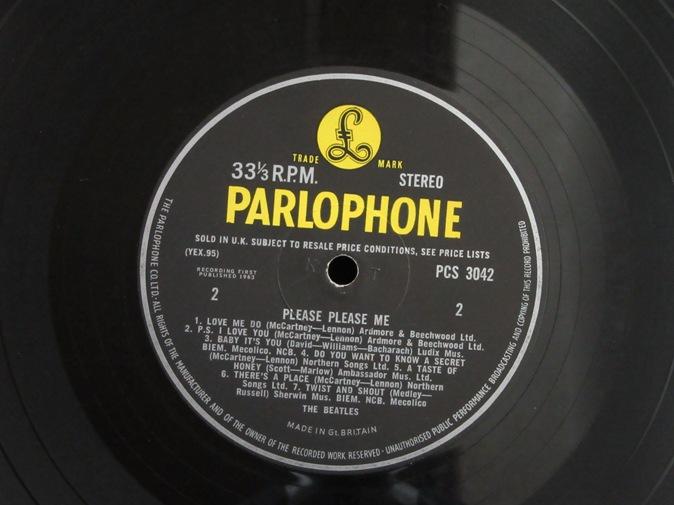 TRADE MARK
33⅓ R.P.M. STEREO
PARLOPHONE
SOLD IN U.K. SUBJECT TO RESALE PRICE CONDITIONS, SEE PRICE LISTS
(YEX.95) PCS 3042
RECORDING FIRST
PUBLISHED 1963
2 2
PLEASE PLEASE ME
1. LOVE ME DO (McCartney—Lennon) Ardmore & Beechwood Ltd.
2. P.S. I LOVE YOU (McCartney—Lennon) Ardmore & Beechwood Ltd.
3. BABY IT'S YOU (David—Williams—Bacharach) Ludix Mus.
BIEM. Mecolico. NCB. 4. DO YOU WANT TO KNOW A SECRET
(McCartney—Lennon) Northern Songs Ltd. 5. A TASTE OF
HONEY (Scott—Marlow) Ambassador Mus. Ltd.
6. THERE'S A PLACE (McCartney—Lennon) Northern
Songs Ltd. 7. TWIST AND SHOUT (Medley—
Russell) Sherwin Mus. BIEM. NCB. Mecolico
THE BEATLES
MADE IN Gt. BRITAIN
THE PARLOPHONE CO. LTD. · ALL RIGHTS OF THE MANUFACTURER AND OF THE OWNER OF THE RECORDED WORK RESERVED · UNAUTHORISED PUBLIC PERFORMANCE BROADCASTING AND COPYING OF THIS RECORD PROHIBITED